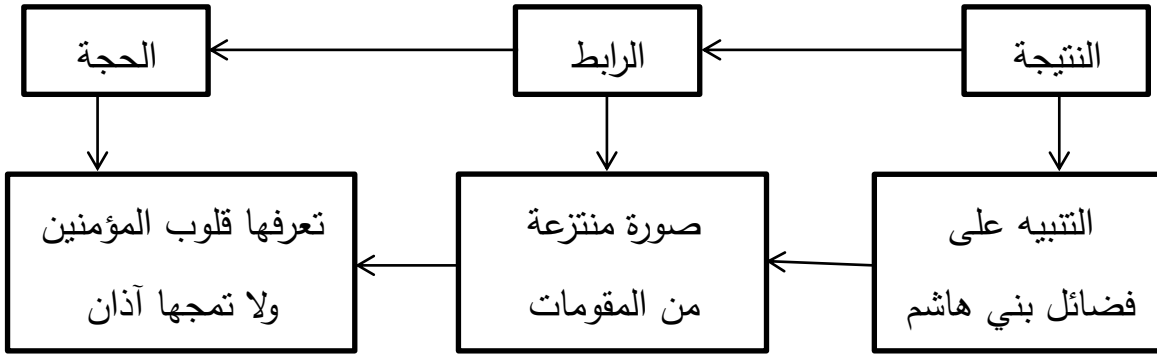 النتيجة
الرابط
الحجة
التنبيه على
فضائل بني هاشم
صورة منتزعة
من المقومات
تعرفها قلوب المؤمنين
ولا تمجها آذان